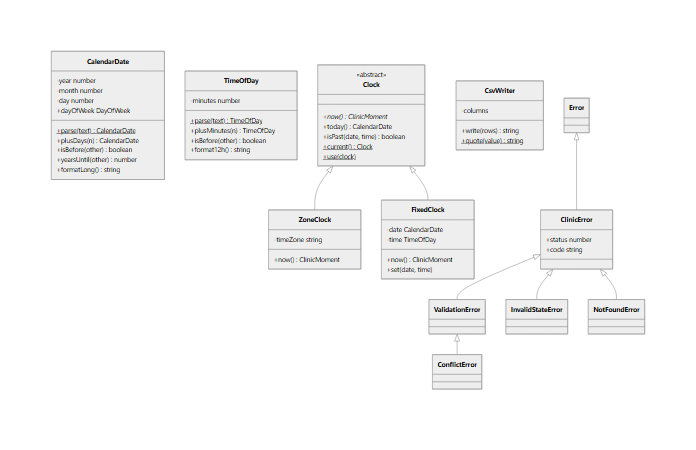 CalendarDate
-year number
-month number
-day number
+dayOfWeek DayOfWeek
+parse(text) : CalendarDate
+plusDays(n) : CalendarDate
+isBefore(other) : boolean
+yearsUntil(other) : number
+formatLong() : string
TimeOfDay
-minutes number
+parse(text) : TimeOfDay
+plusMinutes(n) : TimeOfDay
+isBefore(other) : boolean
+format12h() : string
«abstract»
Clock
+now() : ClinicMoment
+today() : CalendarDate
+isPast(date, time) : boolean
+current() : Clock
+use(clock)
CsvWriter
-columns
+write(rows) : string
+quote(value) : string
Error
ZoneClock
-timeZone string
+now() : ClinicMoment
FixedClock
-date CalendarDate
-time TimeOfDay
+now() : ClinicMoment
+set(date, time)
ClinicError
+status number
+code string
ValidationError
InvalidStateError
NotFoundError
ConflictError